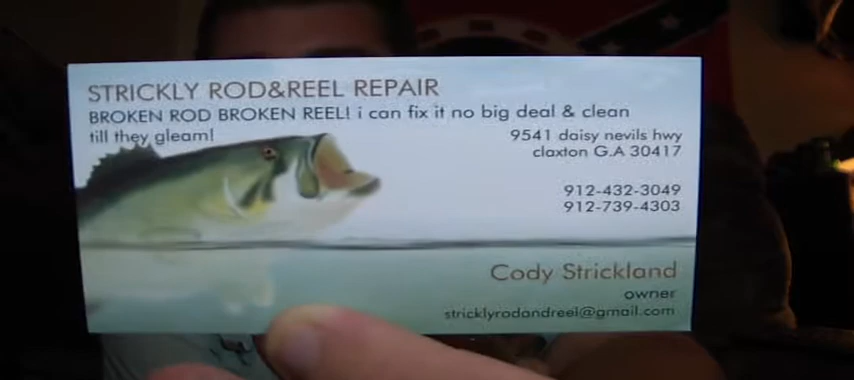 STRICKLY ROD&REEL REPAIR
BROKEN ROD BROKEN REEL! i can fix it no big deal & clean
till they gleam!
9541 daisy nevils hwy
claxton G.A 30417
912-432-3049
912-739-4303
Cody Strickland
owner
stricklyrodandreel@gmail.com